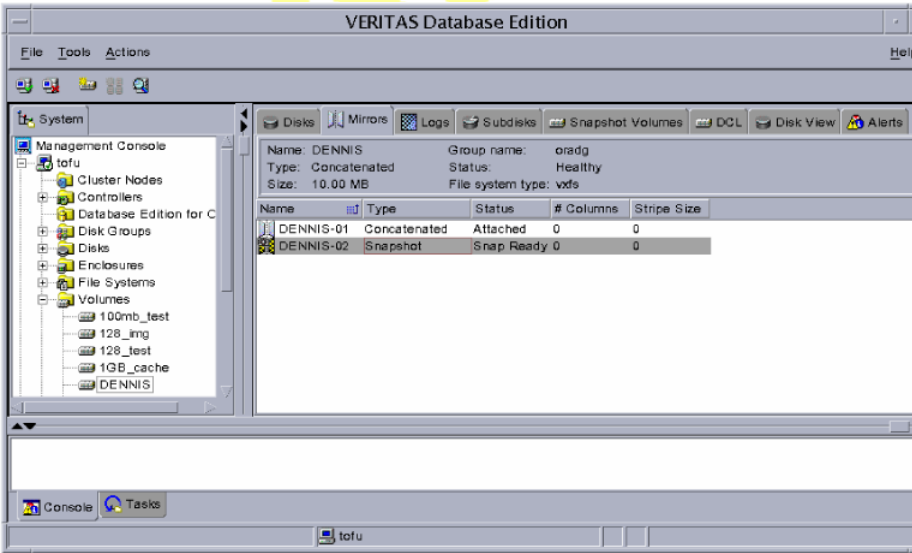 VERITAS Database Edition
File Tools Actions Help
System
Management Console
tofu
Cluster Nodes
Controllers
Database Edition for O
Disk Groups
Disks
Enclosures
File Systems
Volumes
100mb_test
128_img
128_test
1GB_cache
DENNIS
Disks Mirrors Logs Subdisks Snapshot Volumes DCL Disk View Alerts
Name: DENNIS Group name: oradg
Type: Concatenated Status: Healthy
Size: 10.00 MB File system type: vxfs
Name Type Status # Columns Stripe Size
DENNIS-01 Concatenated Attached 0 0
DENNIS-02 Snapshot Snap Ready 0 0
Console Tasks
tofu